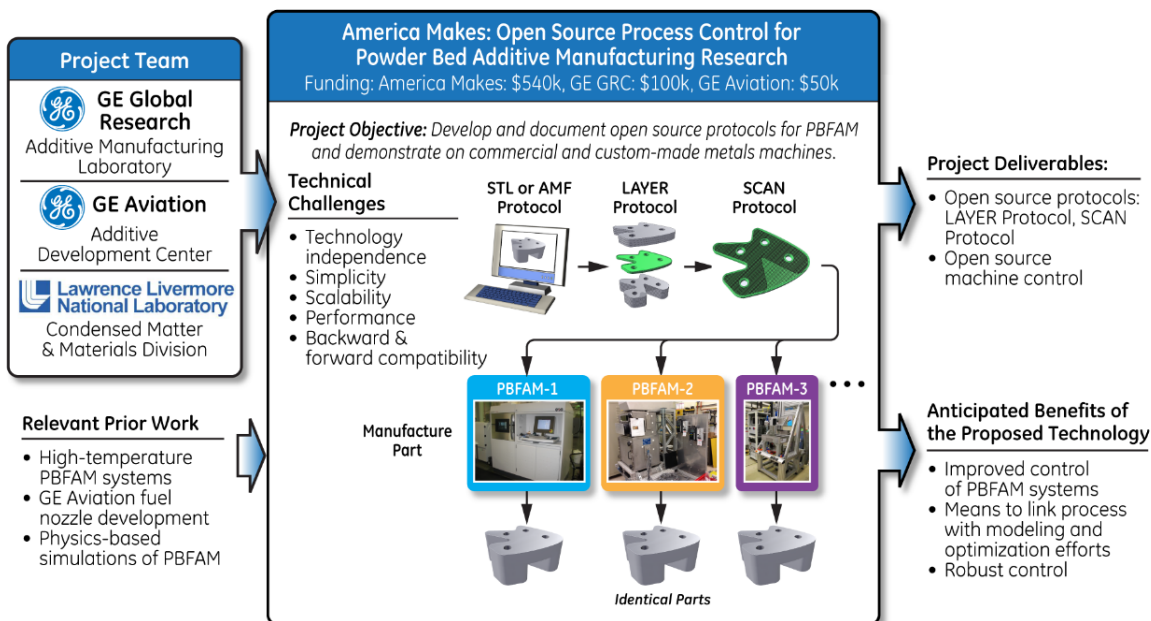 Project Team
GE Global
Research
Additive Manufacturing
Laboratory
GE Aviation
Additive
Development Center
Lawrence Livermore
National Laboratory
Condensed Matter
& Materials Division
Relevant Prior Work
• High-temperature
PBFAM systems
• GE Aviation fuel
nozzle development
• Physics-based
simulations of PBFAM
America Makes: Open Source Process Control for
Powder Bed Additive Manufacturing Research
Funding: America Makes: $540k, GE GRC: $100k, GE Aviation: $50k
Project Objective: Develop and document open source protocols for PBFAM
and demonstrate on commercial and custom-made metals machines.
Technical
Challenges
• Technology
independence
• Simplicity
• Scalability
• Performance
• Backward &
forward compatibility
STL or AMF
Protocol
LAYER
Protocol
SCAN
Protocol
PBFAM-1
PBFAM-2
PBFAM-3
•••
Manufacture
Part
Identical Parts
Project Deliverables:
• Open source protocols:
LAYER Protocol, SCAN
Protocol
• Open source
machine control
Anticipated Benefits of
the Proposed Technology
• Improved control
of PBFAM systems
• Means to link process
with modeling and
optimization efforts
• Robust control